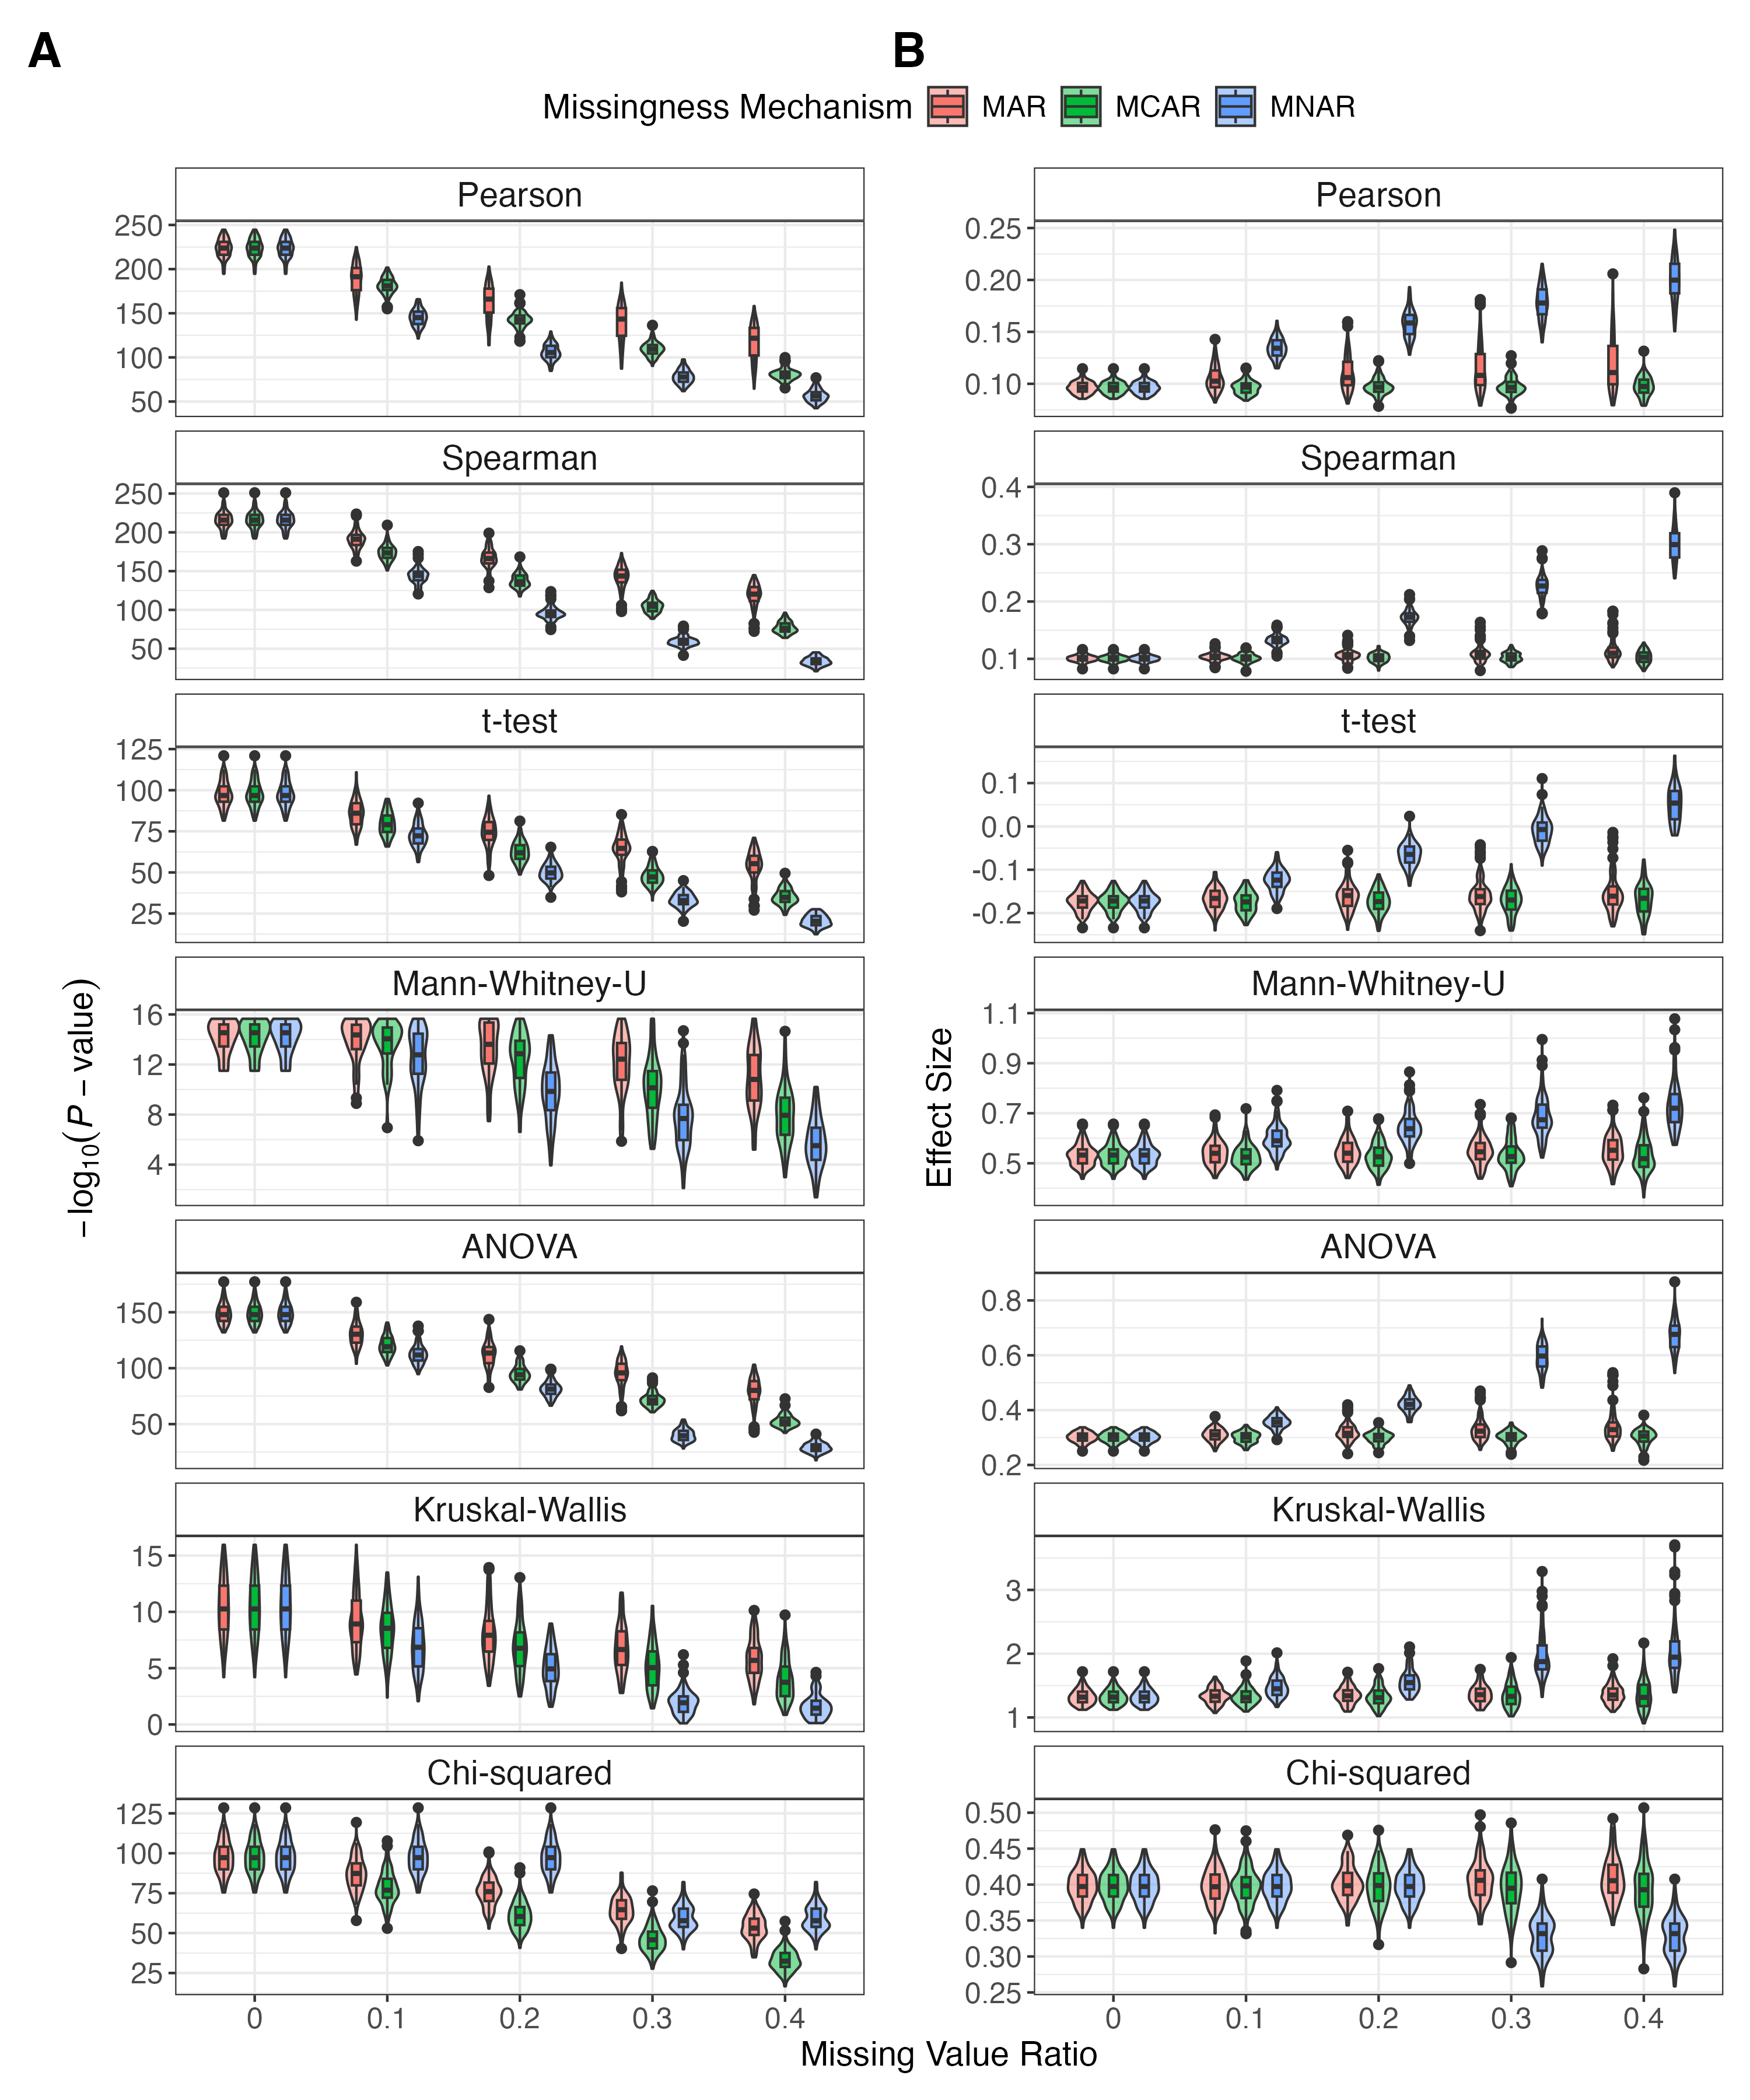 A
B
Missingness Mechanism MAR MCAR MNAR
Pearson
250
200
150
100
50
Spearman
250
200
150
100
50
t-test
125
100
75
50
25
Mann-Whitney-U
16
12
8
4
ANOVA
150
100
50
Kruskal-Wallis
15
10
5
0
Chi-squared
125
100
75
50
25
0 0.1 0.2 0.3 0.4
−log10(P − value)
Pearson
0.25
0.20
0.15
0.10
Spearman
0.4
0.3
0.2
0.1
t-test
0.1
0.0
-0.1
-0.2
Mann-Whitney-U
1.1
0.9
0.7
0.5
ANOVA
0.8
0.6
0.4
0.2
Kruskal-Wallis
3
2
1
Chi-squared
0.50
0.45
0.40
0.35
0.30
0.25
0 0.1 0.2 0.3 0.4
Effect Size
Missing Value Ratio